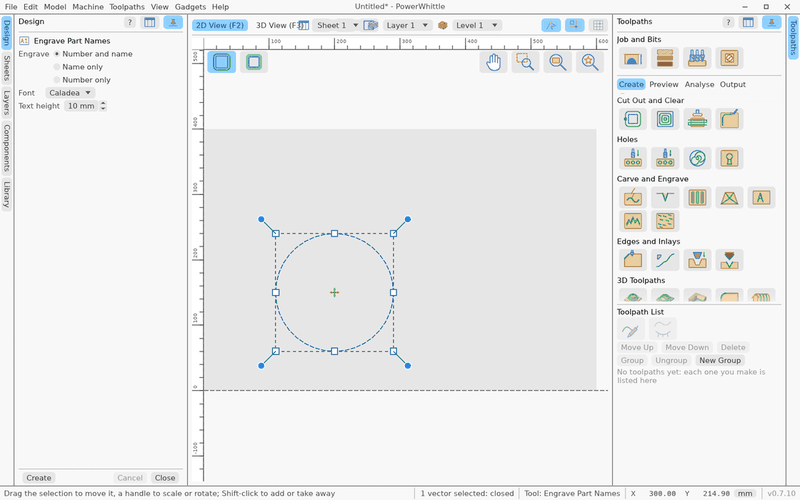 File Edit Model Machine Toolpaths View Gadgets Help
Untitled* - PowerWhittle
Design
?
2D View (F2)
3D View (F3)
Sheet 1
Layer 1
Level 1
Toolpaths
?
Design
Sheets
Layers
Components
Library
Engrave Part Names
Engrave
Number and name
Name only
Number only
Font
Caladea
Text height
10 mm
100
200
300
400
500
600
500
400
300
200
100
0
-100
Job and Bits
Create
Preview
Analyse
Output
Cut Out and Clear
Holes
Carve and Engrave
A
Edges and Inlays
3D Toolpaths
Toolpath List
Move Up
Move Down
Delete
Group
Ungroup
New Group
No toolpaths yet; each one you make is
listed here
Toolpaths
Create
Cancel
Close
Drag the selection to move it, a handle to scale or rotate; Shift-click to add or take away
1 vector selected: closed
Tool: Engrave Part Names
X 300.00 Y 214.90 mm
v0.7.10